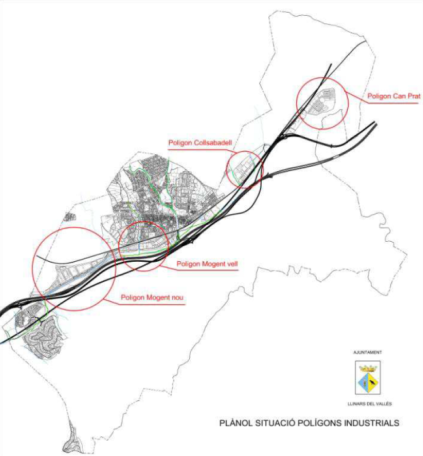 Polígon Can Prat
Polígon Collsabadell
Polígon Mogent vell
Polígon Mogent nou
AJUNTAMENT
LLINARS DEL VALLÈS
PLÀNOL SITUACIÓ POLÍGONS INDUSTRIALS